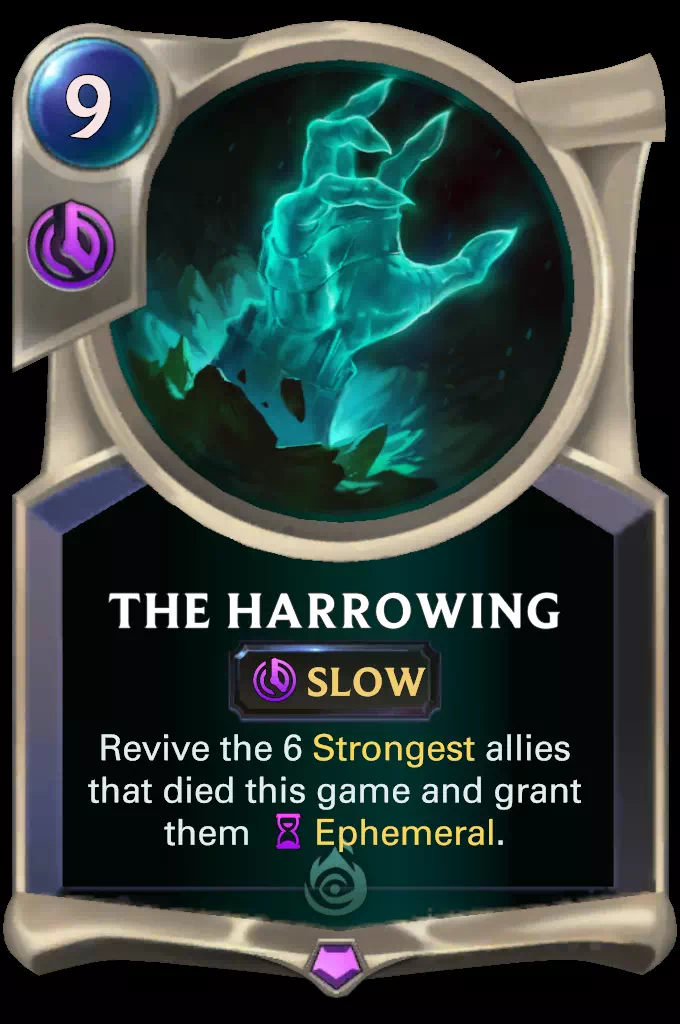 9
THE HARROWING
SLOW
Revive the 6 Strongest allies
that died this game and grant
them Ephemeral.